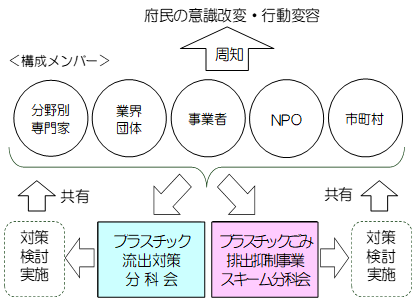 府民の意識改変・行動変容
周知
＜構成メンバー＞
分野別
専門家
業界
団体
事業者
NPO
市町村
共有
共有
対策
検討
実施
プラスチック
流出対策
分科会
プラスチックごみ
排出抑制事業
スキーム分科会
対策
検討
実施